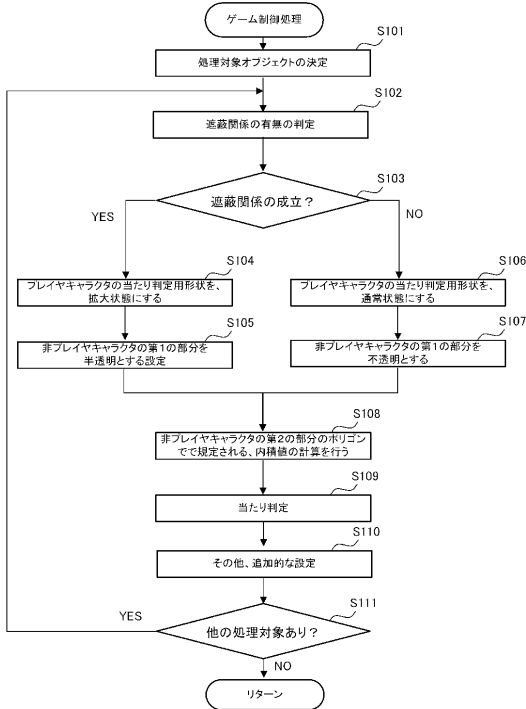 ゲーム制御処理
S101
処理対象オブジェクトの決定
S102
遮蔽関係の有無の判定
S103
遮蔽関係の成立？
YES
NO
S104
プレイヤキャラクタの当たり判定用形状を、
拡大状態にする
S106
プレイヤキャラクタの当たり判定用形状を、
通常状態にする
S105
非プレイヤキャラクタの第1の部分を
半透明とする設定
S107
非プレイヤキャラクタの第1の部分を
不透明とする
S108
非プレイヤキャラクタの第2の部分のポリゴン
でで規定される、内積値の計算を行う
S109
当たり判定
S110
その他、追加的な設定
S111
他の処理対象あり？
YES
NO
リターン